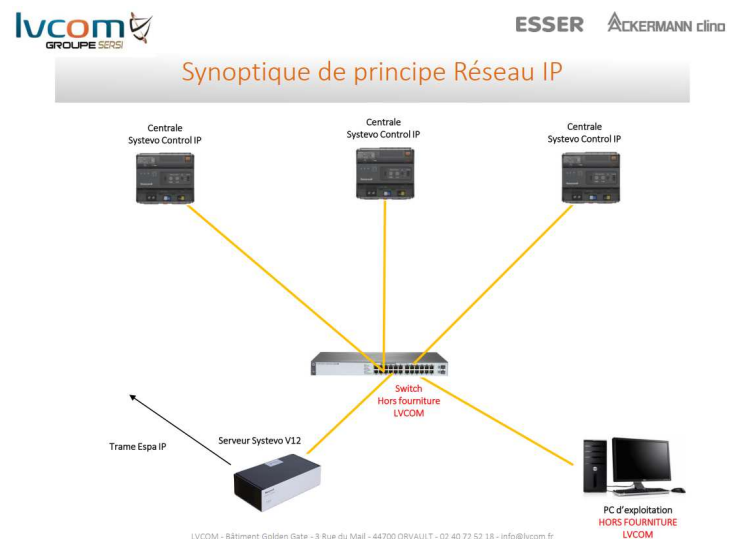 lvcom
GROUPE SERSI
ESSER
ACKERMANN clino
Synoptique de principe Réseau IP
Centrale
Systevo Control IP
Centrale
Systevo Control IP
Centrale
Systevo Control IP
Switch
Hors fourniture
LVCOM
Trame Espa IP
Serveur Systevo V12
PC d'exploitation
HORS FOURNITURE
LVCOM
LVCOM - Bâtiment Golden Gate - 3 Rue du Mail - 44700 ORVAULT - 02 40 72 52 18 - info@lvcom.fr